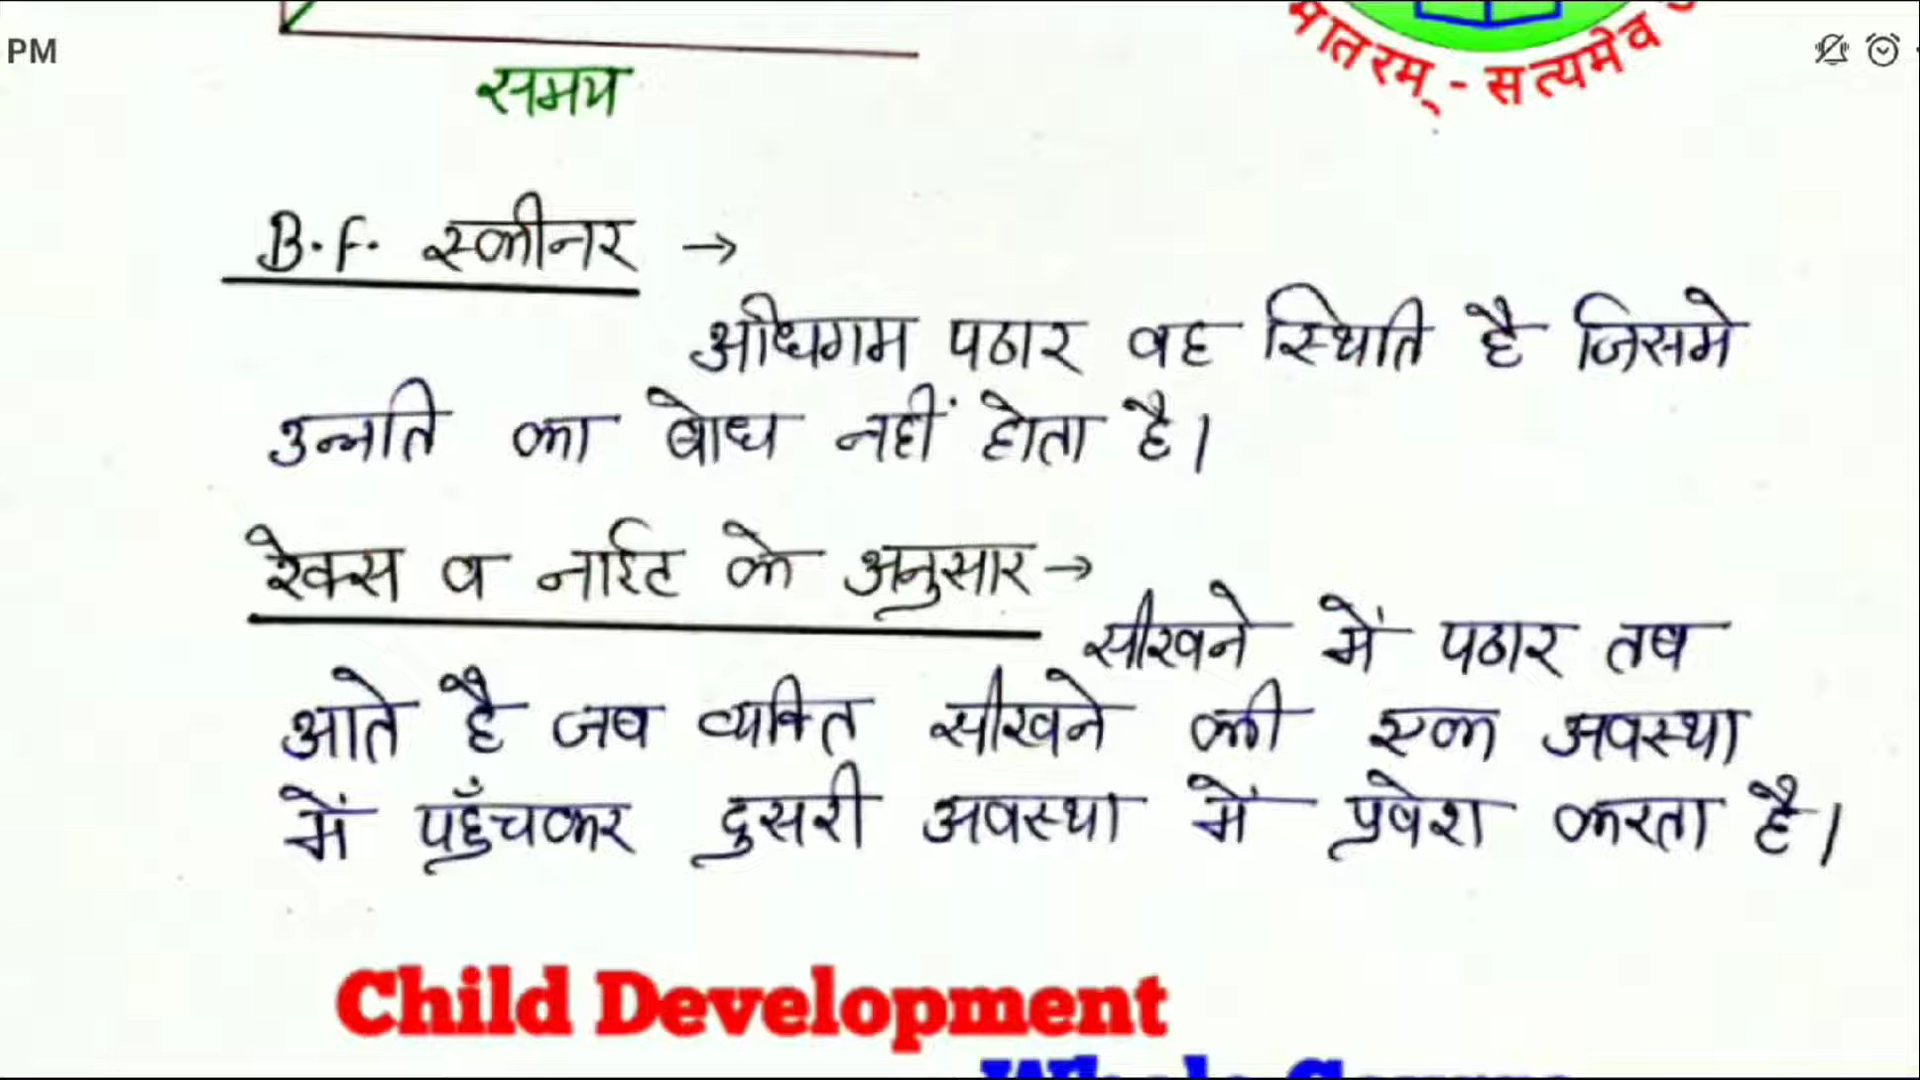 PM
समय
मातरम् - सत्यमेव
B.F. स्कीनर →
अधिगम पठार वह स्थिति है जिसमे
उन्नति का बोध नहीं होता है।
रेक्स व नाईट के अनुसार →
सीखने में पठार तब
आते है जब व्यक्ति सीखने की एक अवस्था
में पहुँचकर दुसरी अवस्था में प्रवेश करता है।
Child Development